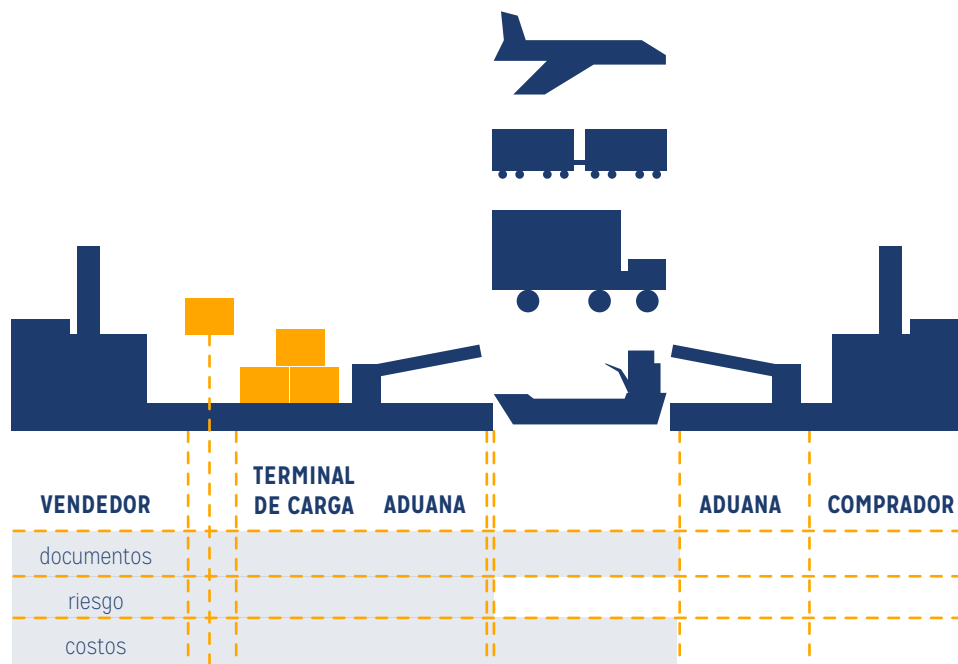 VENDEDOR
TERMINAL
DE CARGA
ADUANA
ADUANA
COMPRADOR
documentos
riesgo
costos